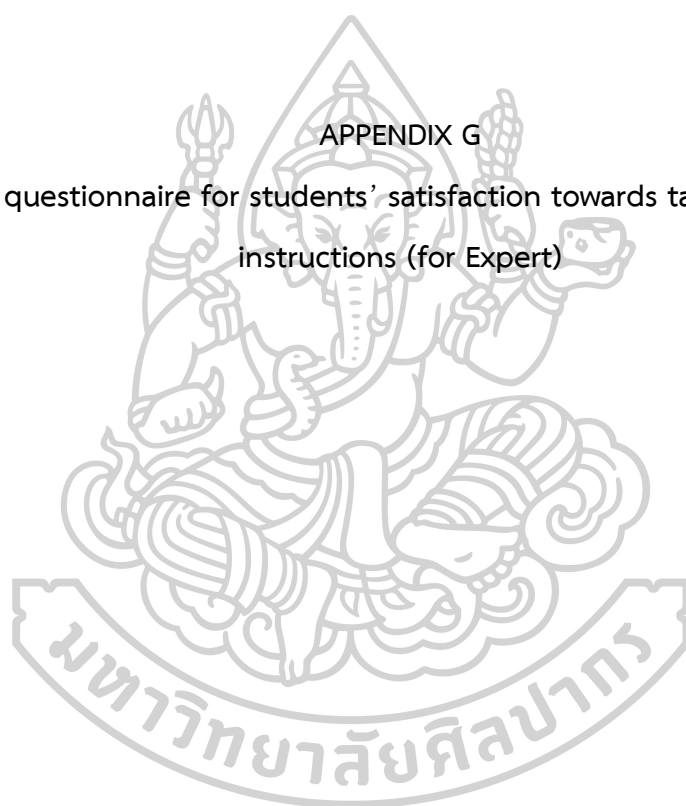 APPENDIX G
questionnaire for students’ satisfaction towards ta
instructions (for Expert)
มหาวิทยาลัยศิลปากร